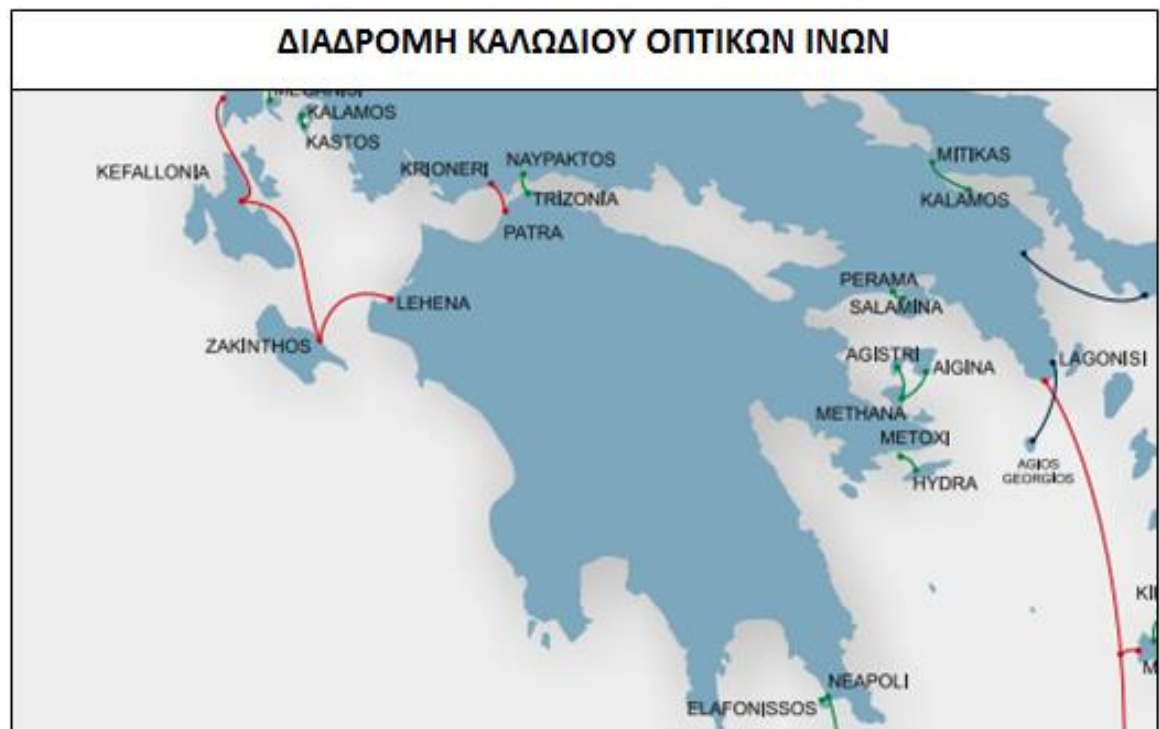 ΔΙΑΔΡΟΜΗ ΚΑΛΩΔΙΟΥ ΟΠΤΙΚΩΝ ΙΝΩΝ
MEGANISI
KALAMOS
KASTOS
KEFALLONIA
KRIONERI
NAYPAKTOS
TRIZONIA
PATRA
MITIKAS
KALAMOS
PERAMA
SALAMINA
LEHENA
ZAKINTHOS
AGISTRI
AIGINA
LAGONISI
METHANA
METOXI
HYDRA
AGIOS
GEORGIOS
NEAPOLI
ELAFONISSOS